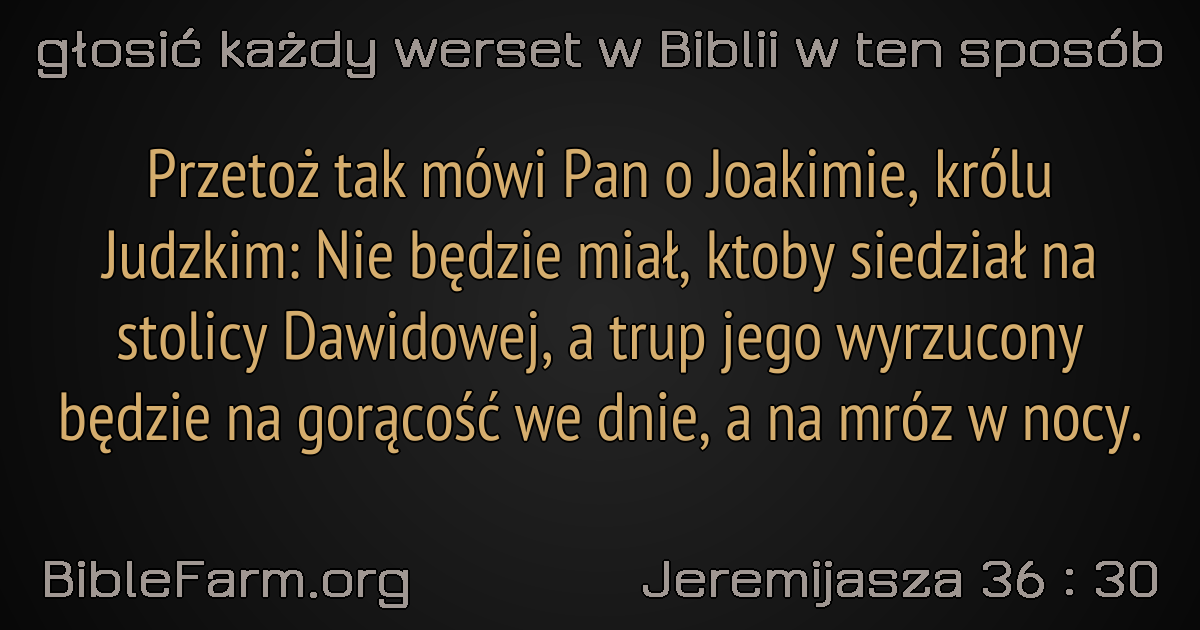 głosić każdy werset w Biblii w ten sposób
Przetoż tak mówi Pan o Joakimie, królu
Judzkim: Nie będzie miał, ktoby siedział na
stolicy Dawidowej, a trup jego wyrzucony
będzie na gorącość we dnie, a na mróz w nocy.
BibleFarm.org
Jeremijasza 36 : 30